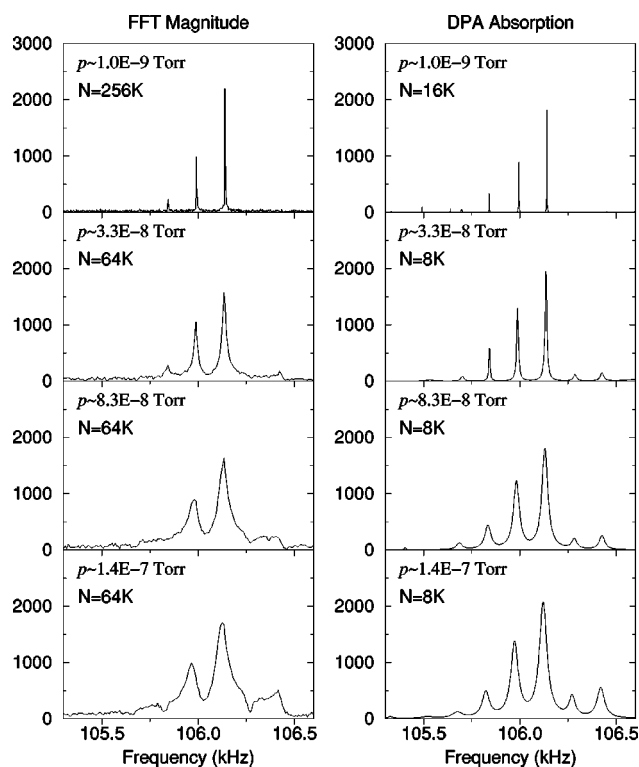 FFT Magnitude
DPA Absorption
3000
p~1.0E−9 Torr
N=256K
2000
1000
0
3000
p~1.0E−9 Torr
N=16K
2000
1000
0
p~3.3E−8 Torr
N=64K
2000
1000
0
p~3.3E−8 Torr
N=8K
2000
1000
0
p~8.3E−8 Torr
N=64K
2000
1000
0
p~8.3E−8 Torr
N=8K
2000
1000
0
p~1.4E−7 Torr
N=64K
2000
1000
0
p~1.4E−7 Torr
N=8K
2000
1000
0
105.5 106.0 106.5
105.5 106.0 106.5
Frequency (kHz)
Frequency (kHz)